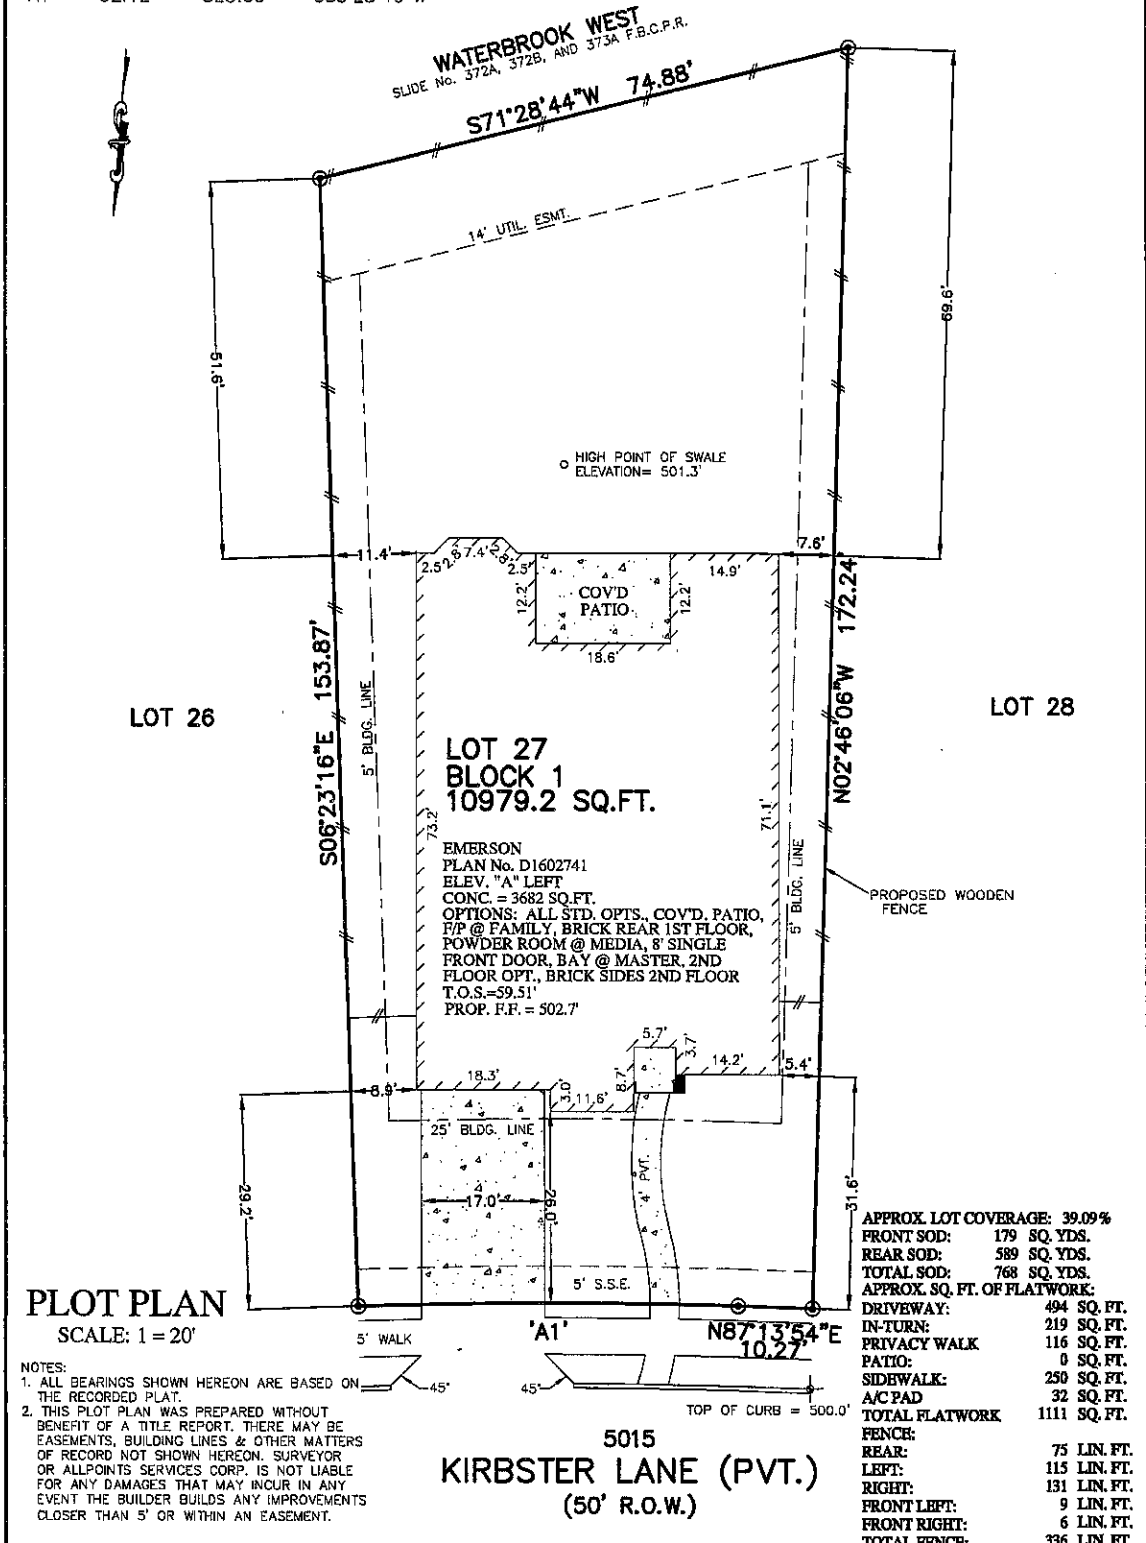 WATERBROOK WEST
SLIDE No. 372A, 372B, AND 373A F.B.C.P.R.
S71°28'44"W 74.88'
14' UTIL. ESMT.
51.6'
69.6'
HIGH POINT OF SWALE
ELEVATION= 501.3'
11.4'
2.5'
2.8'
7.4'
2.8'
2.5'
12.2'
COV'D
PATIO
12.2'
18.6'
14.9'
7.6'
S06°23'16"E 153.87'
N02°46'06"W 172.24
LOT 26
LOT 28
5' BLDG. LINE
LOT 27
BLOCK 1
10979.2 SQ.FT.
73.2'
71.1'
EMERSON
PLAN No. D1602741
ELEV. "A" LEFT
CONC. = 3682 SQ.FT.
OPTIONS: ALL STD. OPTS., COV'D. PATIO,
F/P @ FAMILY, BRICK REAR 1ST FLOOR,
POWDER ROOM @ MEDIA, 8' SINGLE
FRONT DOOR, BAY @ MASTER, 2ND
FLOOR OPT., BRICK SIDES 2ND FLOOR
T.O.S.=59.51'
PROP. F.F. = 502.7'
5' BLDG. LINE
PROPOSED WOODEN
FENCE
5.7'
3.7'
8.7'
14.2'
5.4'
18.3'
3.0'
11.6'
8.9'
25' BLDG. LINE
17.0'
26.0'
4' PVT.
29.2'
31.6'
5' S.S.E.
PLOT PLAN
SCALE: 1 = 20'
5' WALK
'A1'
N87°13'54"E
10.27'
45°
45°
TOP OF CURB = 500.0'
5015
KIRBSTER LANE (PVT.)
(50' R.O.W.)
NOTES:
1. ALL BEARINGS SHOWN HEREON ARE BASED ON
THE RECORDED PLAT.
2. THIS PLOT PLAN WAS PREPARED WITHOUT
BENEFIT OF A TITLE REPORT. THERE MAY BE
EASEMENTS, BUILDING LINES & OTHER MATTERS
OF RECORD NOT SHOWN HEREON. SURVEYOR
OR ALLPOINTS SERVICES CORP. IS NOT LIABLE
FOR ANY DAMAGES THAT MAY INCUR IN ANY
EVENT THE BUILDER BUILDS ANY IMPROVEMENTS
CLOSER THAN 5' OR WITHIN AN EASEMENT.
APPROX. LOT COVERAGE: 39.09%
FRONT SOD: 179 SQ. YDS.
REAR SOD: 589 SQ. YDS.
TOTAL SOD: 768 SQ. YDS.
APPROX. SQ. FT. OF FLATWORK:
DRIVEWAY: 494 SQ. FT.
IN-TURN: 219 SQ. FT.
PRIVACY WALK 116 SQ. FT.
PATIO: 0 SQ. FT.
SIDEWALK: 250 SQ. FT.
A/C PAD 32 SQ. FT.
TOTAL FLATWORK 1111 SQ. FT.
FENCE:
REAR: 75 LIN. FT.
LEFT: 115 LIN. FT.
RIGHT: 131 LIN. FT.
FRONT LEFT: 9 LIN. FT.
FRONT RIGHT: 6 LIN. FT.
TOTAL FENCE: 336 LIN. FT.